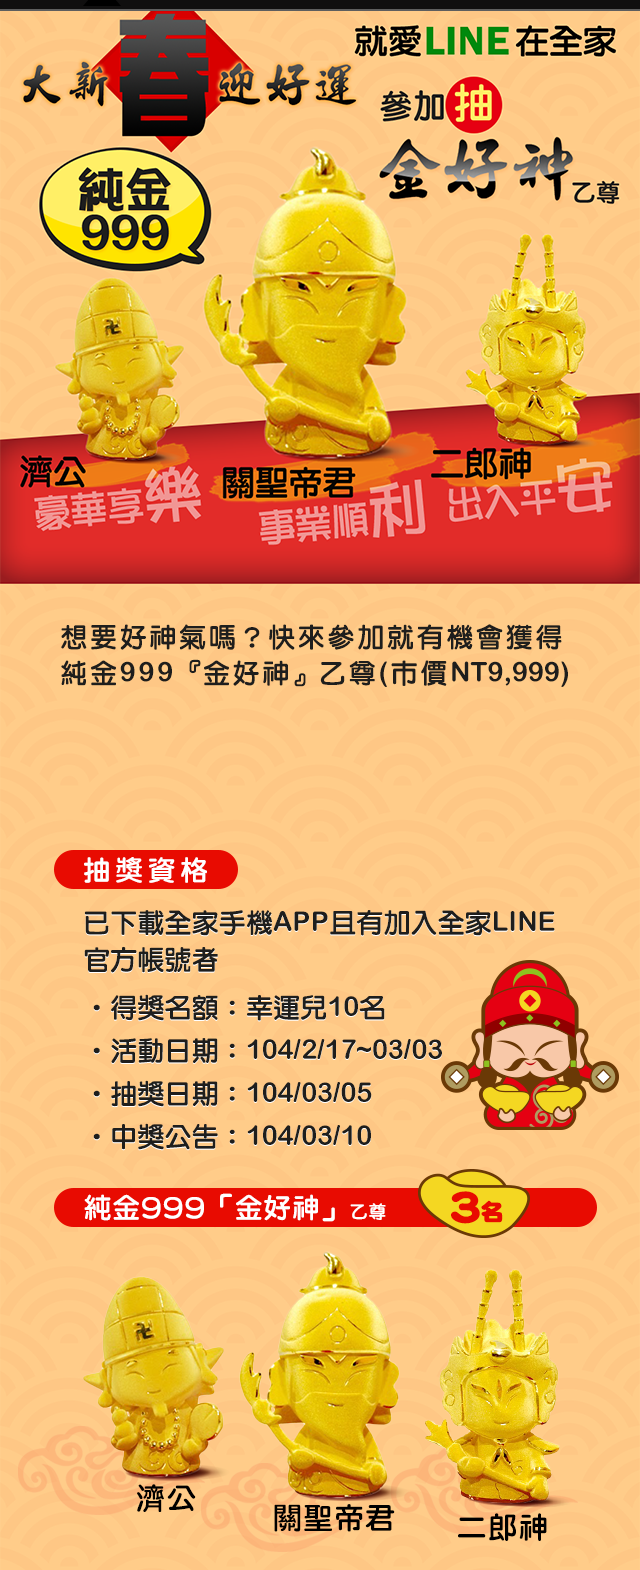 大新春迎好運
就愛LINE在全家
參加抽
金好神乙尊
純金
999
卍
濟公
豪華享樂
關聖帝君
事業順利
二郎神
出入平安
想要好神氣嗎？快來參加就有機會獲得
純金999『金好神』乙尊(市價NT9,999)
抽獎資格
已下載全家手機APP且有加入全家LINE
官方帳號者
・得獎名額：幸運兒10名
・活動日期：104/2/17~03/03
・抽獎日期：104/03/05
・中獎公告：104/03/10
純金999「金好神」乙尊
3名
卍
濟公
關聖帝君
二郎神